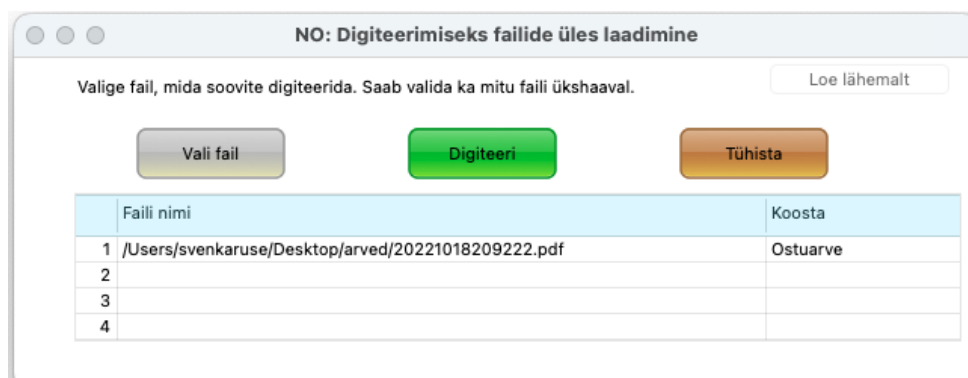 NO: Digiteerimiseks failide üles laadimine
Valige fail, mida soovite digiteerida. Saab valida ka mitu faili ükshaaval.
Loe lähemalt
Vali fail
Digiteeri
Tühista
Faili nimi Koosta
1 /Users/svenkaruse/Desktop/arved/20221018209222.pdf Ostuarve
2
3
4